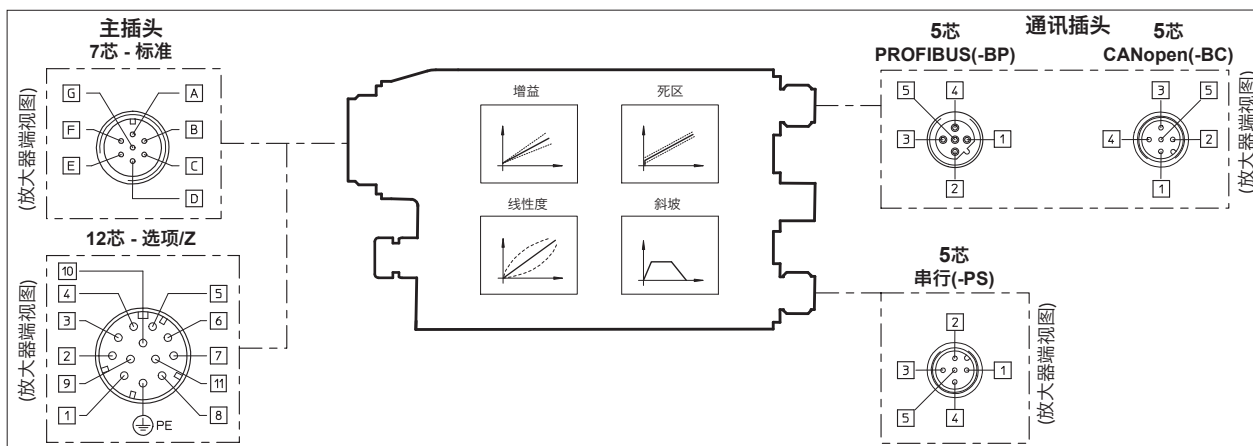 主插头
7芯 - 标准
G
A
F
B
E
C
D
(放大器端视图)
12芯 - 选项/Z
10
4
5
3
6
2
7
9
11
1
8
PE
(放大器端视图)
增益
死区
线性度
斜坡
通讯插头
5芯
PROFIBUS(-BP)
5
4
3
1
2
5芯
CANopen(-BC)
3
5
4
2
1
(放大器端视图)
5芯
串行(-PS)
2
3
1
5
4
(放大器端视图)